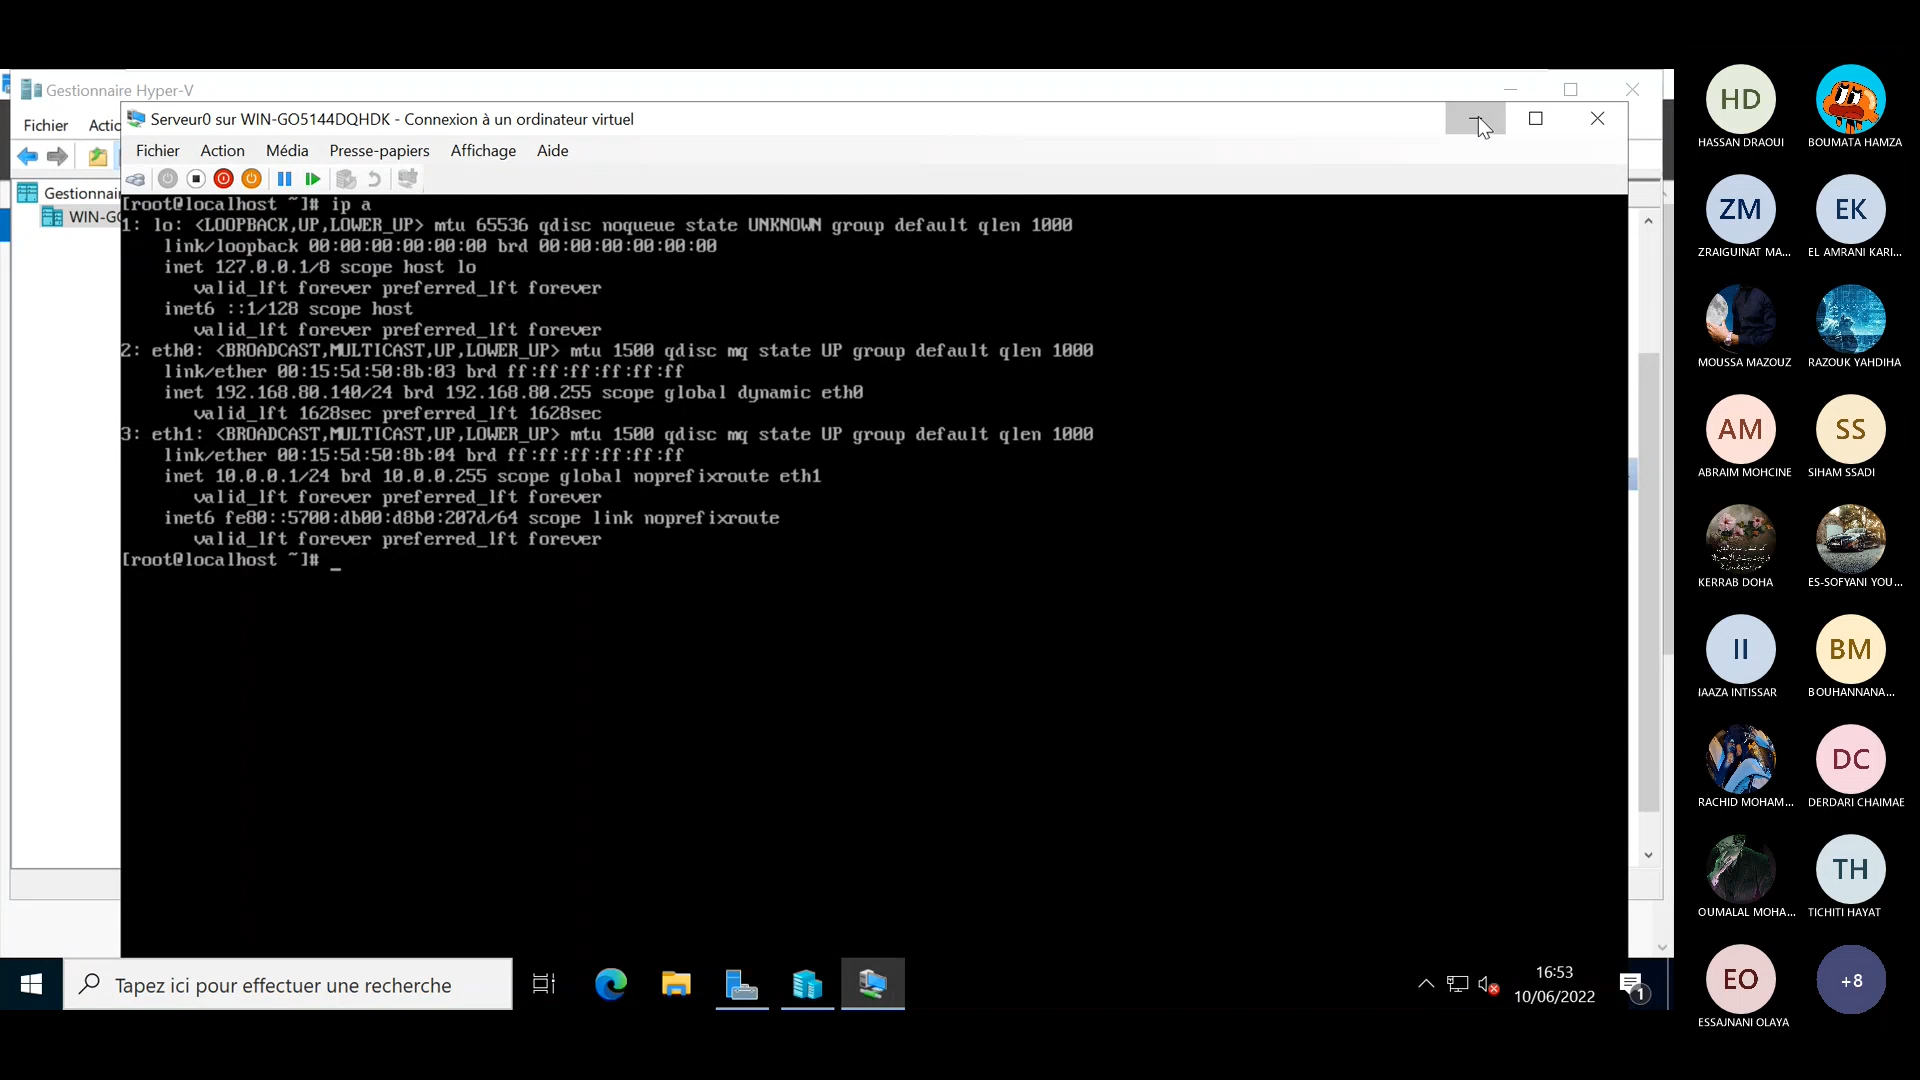 Gestionnaire Hyper-V
Fichier Actio
Serveur0 sur WIN-GO5144DQHDK - Connexion à un ordinateur virtuel
Fichier Action Média Presse-papiers Affichage Aide
Gestionnai
WIN-GO
[root@localhost ~]# ip a
1: lo: <LOOPBACK,UP,LOWER_UP> mtu 65536 qdisc noqueue state UNKNOWN group default qlen 1000
link/loopback 00:00:00:00:00:00 brd 00:00:00:00:00:00
inet 127.0.0.1/8 scope host lo
valid_lft forever preferred_lft forever
inet6 ::1/128 scope host
valid_lft forever preferred_lft forever
2: eth0: <BROADCAST,MULTICAST,UP,LOWER_UP> mtu 1500 qdisc mq state UP group default qlen 1000
link/ether 00:15:5d:50:8b:03 brd ff:ff:ff:ff:ff:ff
inet 192.168.80.140/24 brd 192.168.80.255 scope global dynamic eth0
valid_lft 1628sec preferred_lft 1628sec
3: eth1: <BROADCAST,MULTICAST,UP,LOWER_UP> mtu 1500 qdisc mq state UP group default qlen 1000
link/ether 00:15:5d:50:8b:04 brd ff:ff:ff:ff:ff:ff
inet 10.0.0.1/24 brd 10.0.0.255 scope global noprefixroute eth1
valid_lft forever preferred_lft forever
inet6 fe80::5700:db00:d8b0:207d/64 scope link noprefixroute
valid_lft forever preferred_lft forever
[root@localhost ~]# _
Tapez ici pour effectuer une recherche
16:53
10/06/2022
1
HD
HASSAN DRAOUI
BOUMATA HAMZA
ZM
EK
ZRAIGUINAT MA...
EL AMRANI KARI...
MOUSSA MAZOUZ
RAZOUK YAHDIHA
AM
SS
ABRAIM MOHCINE
SIHAM SSADI
KERRAB DOHA
ES-SOFYANI YOU...
II
BM
IAAZA INTISSAR
BOUHANNANA...
DC
RACHID MOHAM...
DERDARI CHAIMAE
TH
OUMALAL MOHA...
TICHITI HAYAT
EO
+8
ESSAJNANI OLAYA